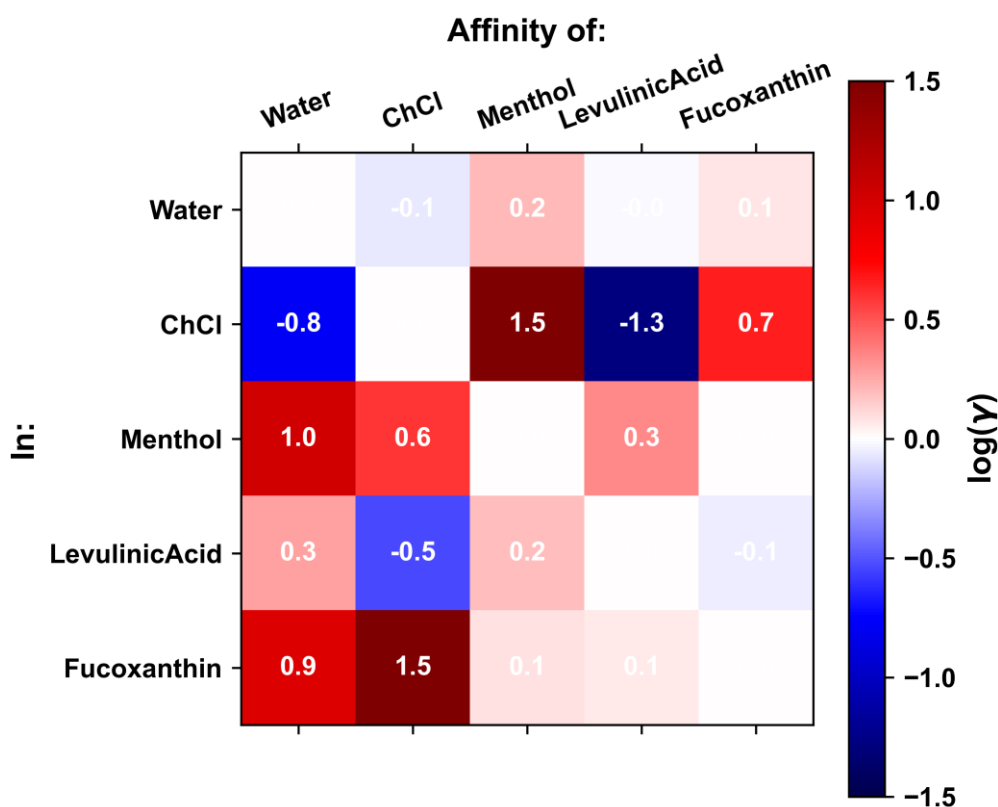 Affinity of:
Water ChCl Menthol LevulinicAcid Fucoxanthin
In:
Water -0.1 0.2 -0.0 0.1
ChCl -0.8 1.5 -1.3 0.7
Menthol 1.0 0.6 0.3
LevulinicAcid 0.3 -0.5 0.2 -0.1
Fucoxanthin 0.9 1.5 0.1 0.1
1.5
1.0
0.5
0.0
−0.5
−1.0
−1.5
log(γ)